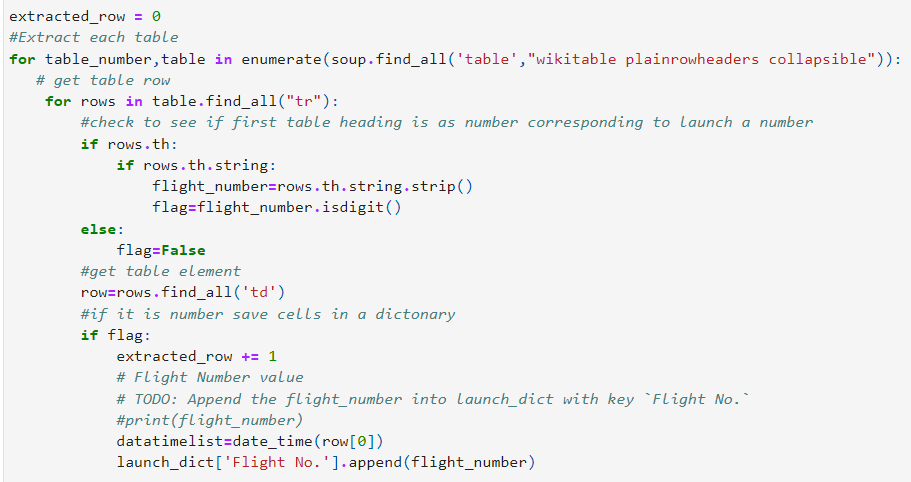 extracted_row = 0
#Extract each table
for table_number,table in enumerate(soup.find_all('table',"wikitable plainrowheaders collapsible")):
   # get table row
    for rows in table.find_all("tr"):
        #check to see if first table heading is as number corresponding to launch a number
        if rows.th:
            if rows.th.string:
                flight_number=rows.th.string.strip()
                flag=flight_number.isdigit()
        else:
            flag=False
        #get table element
        row=rows.find_all('td')
        #if it is number save cells in a dictonary
        if flag:
            extracted_row += 1
            # Flight Number value
            # TODO: Append the flight_number into launch_dict with key `Flight No.`
            #print(flight_number)
            datatimelist=date_time(row[0])
            launch_dict['Flight No.'].append(flight_number)